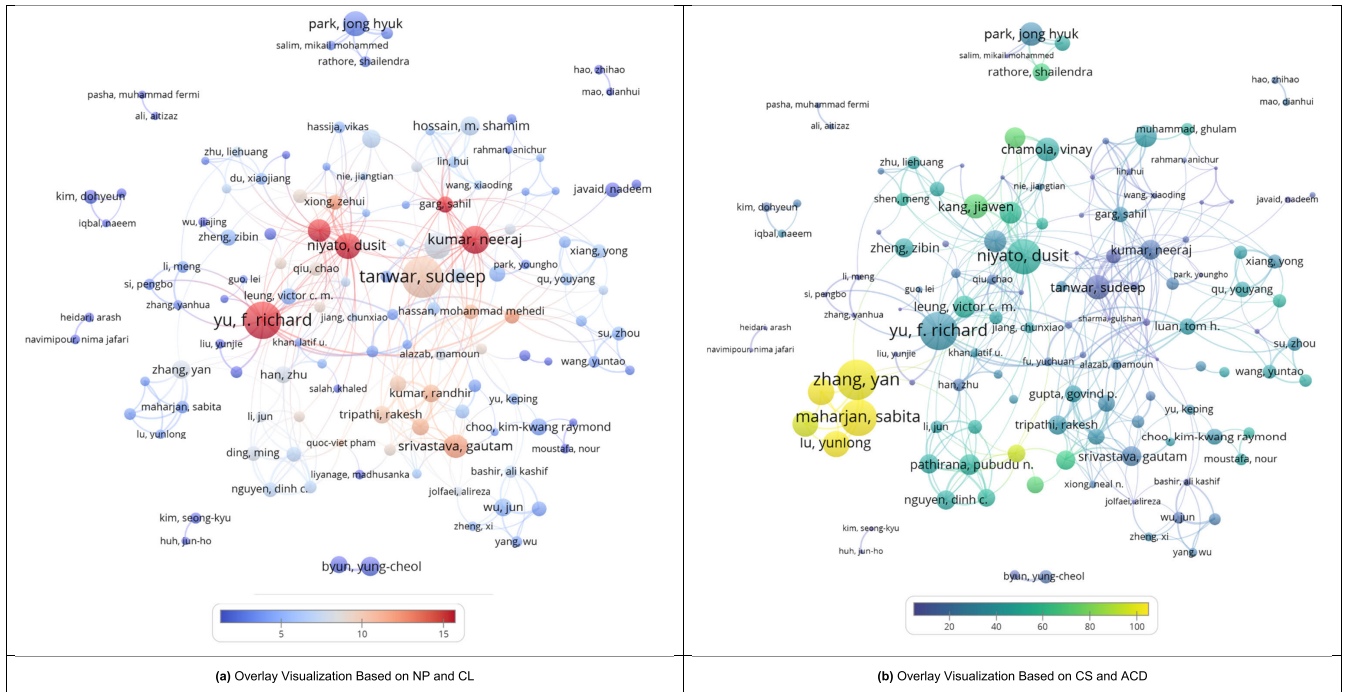 park, jong hyuk
salim, mikail mohammed
rathore, shailendra
hao, zhihao
mao, dianhui
pasha, muhammad fermi
ali, aitizaz
hassija, vikas
hossain, m. shamim
zhu, liehuang
rahman, anichur
lin, hui
du, xiaojiang
nie, jiangtian
wang, xiaoding
javaid, nadeem
kim, dohyeun
xiong, zehui
garg, sahil
iqbal, naeem
wu, jiajing
zheng, zibin
niyato, dusit
kumar, neeraj
xiang, yong
li, meng
qiu, chao
tanwar, sudeep
park, youngho
si, pengbo
guo, lei
qu, youyang
leung, victor c. m.
zhang, yanhua
hassan, mohammad mehedi
heidari, arash
yu, f. richard
jiang, chunxiao
navimipour, nima jafari
liu, yunjie
khan, latif u.
su, zhou
alazab, mamoun
wang, yuntao
zhang, yan
han, zhu
salah, khaled
kumar, randhir
maharjan, sabita
li, jun
tripathi, rakesh
yu, keping
lu, yunlong
choo, kim-kwang raymond
ding, ming
quoc-viet pham
srivastava, gautam
moustafa, nour
liyanage, madhusanka
bashir, ali kashif
nguyen, dinh c.
jolfaei, alireza
wu, jun
kim, seong-kyu
zheng, xi
huh, jun-ho
yang, wu
byun, yung-cheol
5 10 15
(a) Overlay Visualization Based on NP and CL
park, jong hyuk
salim, mikail mohammed
rathore, shailendra
hao, zhihao
mao, dianhui
pasha, muhammad fermi
ali, aitizaz
muhammad, ghulam
chamola, vinay
zhu, liehuang
rahman, anichur
lin, hui
nie, jiangtian
wang, xiaoding
shen, meng
javaid, nadeem
kim, dohyeun
kang, jiawen
garg, sahil
iqbal, naeem
zheng, zibin
kumar, neeraj
niyato, dusit
xiang, yong
li, meng
qiu, chao
park, youngho
guo, lei
tanwar, sudeep
qu, youyang
si, pengbo
leung, victor c. m.
zhang, yanhua
sharma, gulshan
heidari, arash
yu, f. richard
jiang, chunxiao
luan, tom h.
navimipour, nima jafari
liu, yunjie
khan, latif u.
su, zhou
fu, yuchuan
alazab, mamoun
wang, yuntao
zhang, yan
han, zhu
gupta, govind p.
yu, keping
maharjan, sabita
li, jun
tripathi, rakesh
lu, yunlong
choo, kim-kwang raymond
srivastava, gautam
moustafa, nour
pathirana, pubudu n.
xiong, neal n.
bashir, ali kashif
nguyen, dinh c.
jolfaei, alireza
wu, jun
kim, seong-kyu
zheng, xi
huh, jun-ho
yang, wu
byun, yung-cheol
20 40 60 80 100
(b) Overlay Visualization Based on CS and ACD